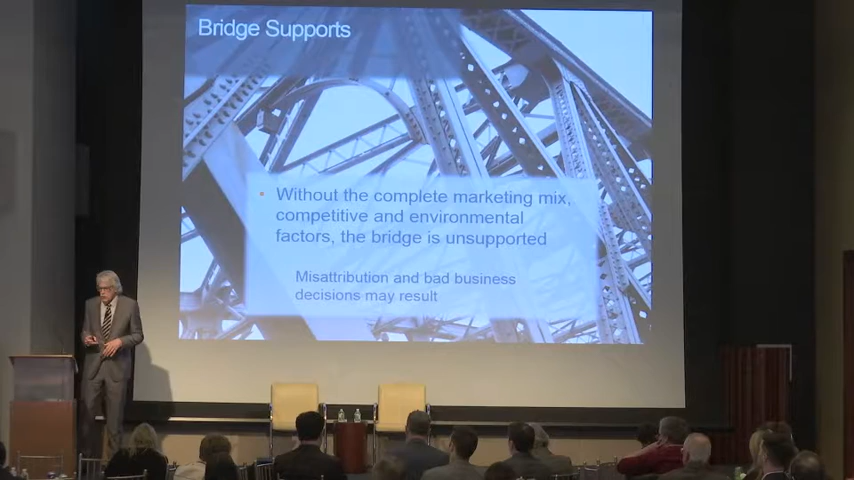 Bridge Supports
Without the complete marketing mix,
competitive and environmental
factors, the bridge is unsupported
Misattribution and bad business
decisions may result